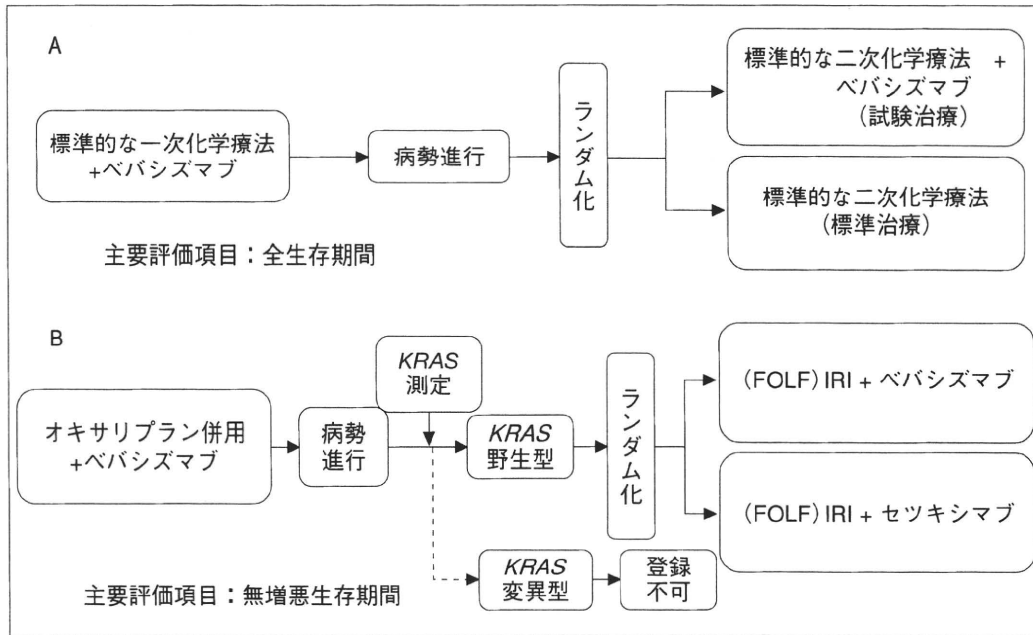 A
標準的な一次化学療法
+ベバシズマブ
病勢進行
ランダム化
標準的な二次化学療法 +
ベバシズマブ
(試験治療)
標準的な二次化学療法
(標準治療)
主要評価項目：全生存期間
B
オキサリプラン併用
+ベバシズマブ
病勢
進行
KRAS
測定
KRAS
野生型
ランダム化
(FOLF) IRI + ベバシズマブ
(FOLF) IRI + セツキシマブ
KRAS
変異型
登録
不可
主要評価項目：無増悪生存期間